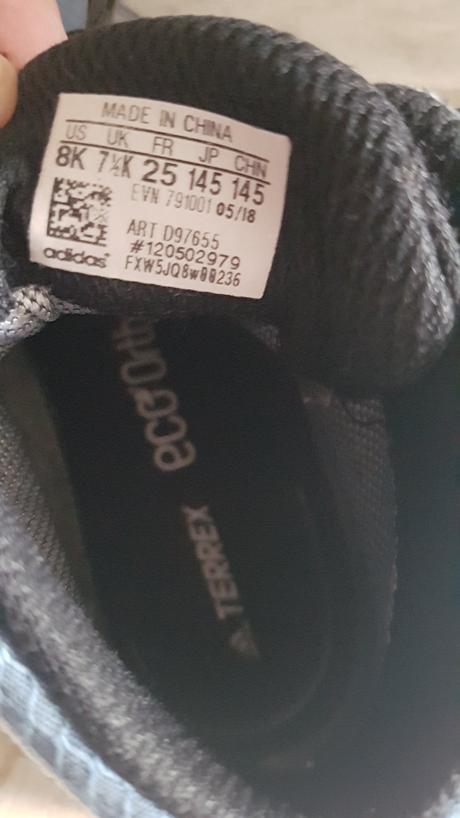 MADE IN CHINA
US UK FR JP CHN
8K 7½K 25 145 145
EVN 791001 05/18
ART D97655
#120502979
FXW5JQ8w00236
adidas
eco Orth
TERREX